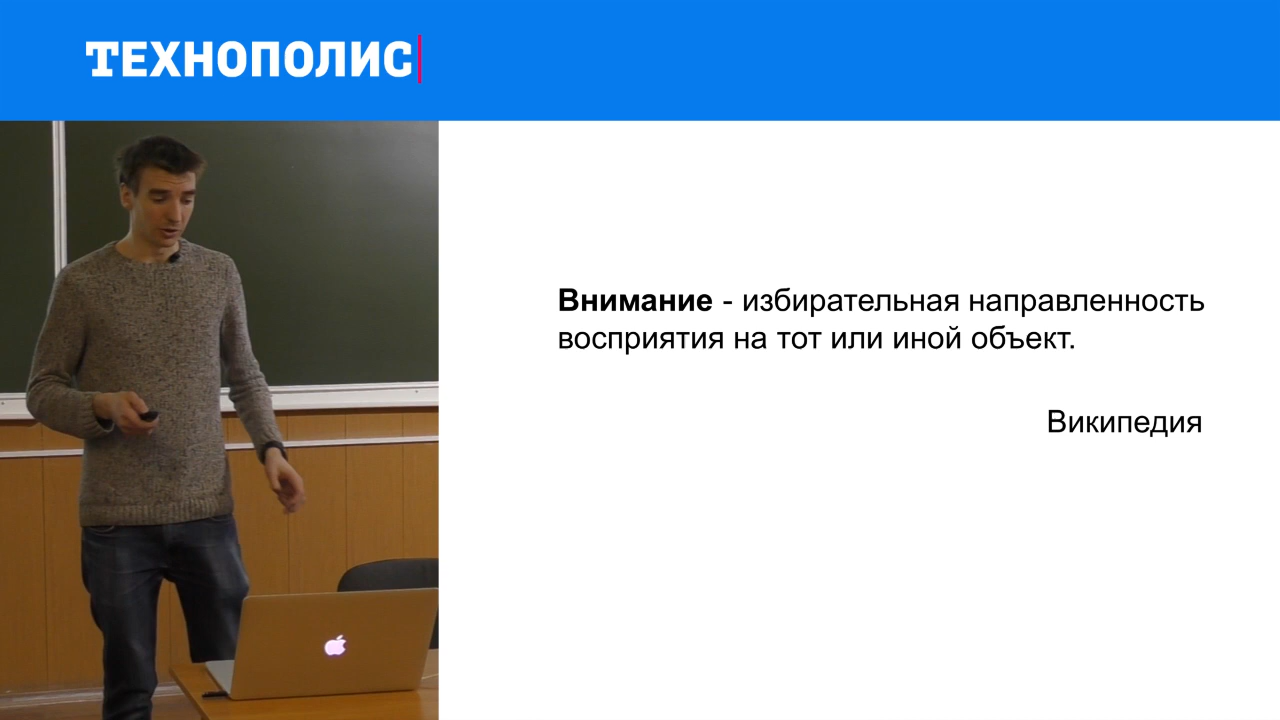 ТЕХНОПОЛИС
Внимание - избирательная направленность
восприятия на тот или иной объект.
Википедия